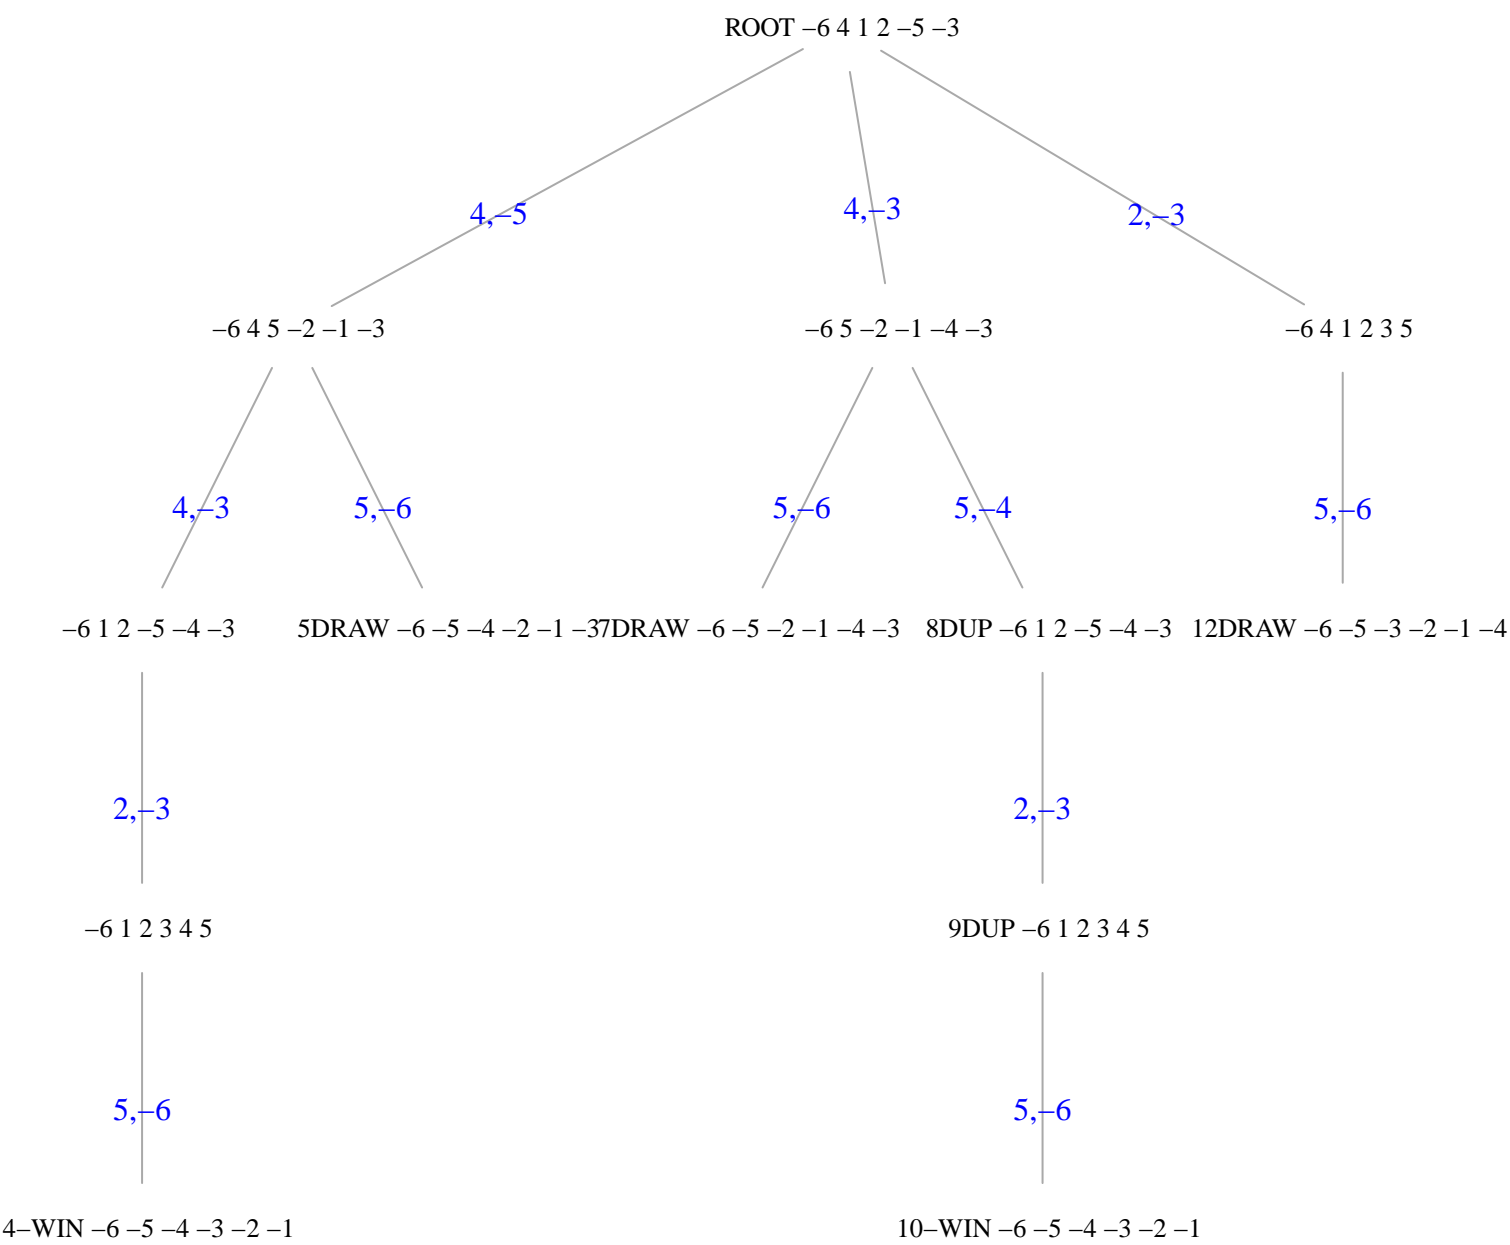 ROOT –6 4 1 2 –5 –3
4,–5
4,–3
2,–3
–6 4 5 –2 –1 –3
–6 5 –2 –1 –4 –3
–6 4 1 2 3 5
4,–3
5,–6
5,–6
5,–4
5,–6
–6 1 2 –5 –4 –3
5DRAW –6 –5 –4 –2 –1 –3
7DRAW –6 –5 –2 –1 –4 –3
8DUP –6 1 2 –5 –4 –3
12DRAW –6 –5 –3 –2 –1 –4
2,–3
2,–3
–6 1 2 3 4 5
9DUP –6 1 2 3 4 5
5,–6
5,–6
4–WIN –6 –5 –4 –3 –2 –1
10–WIN –6 –5 –4 –3 –2 –1